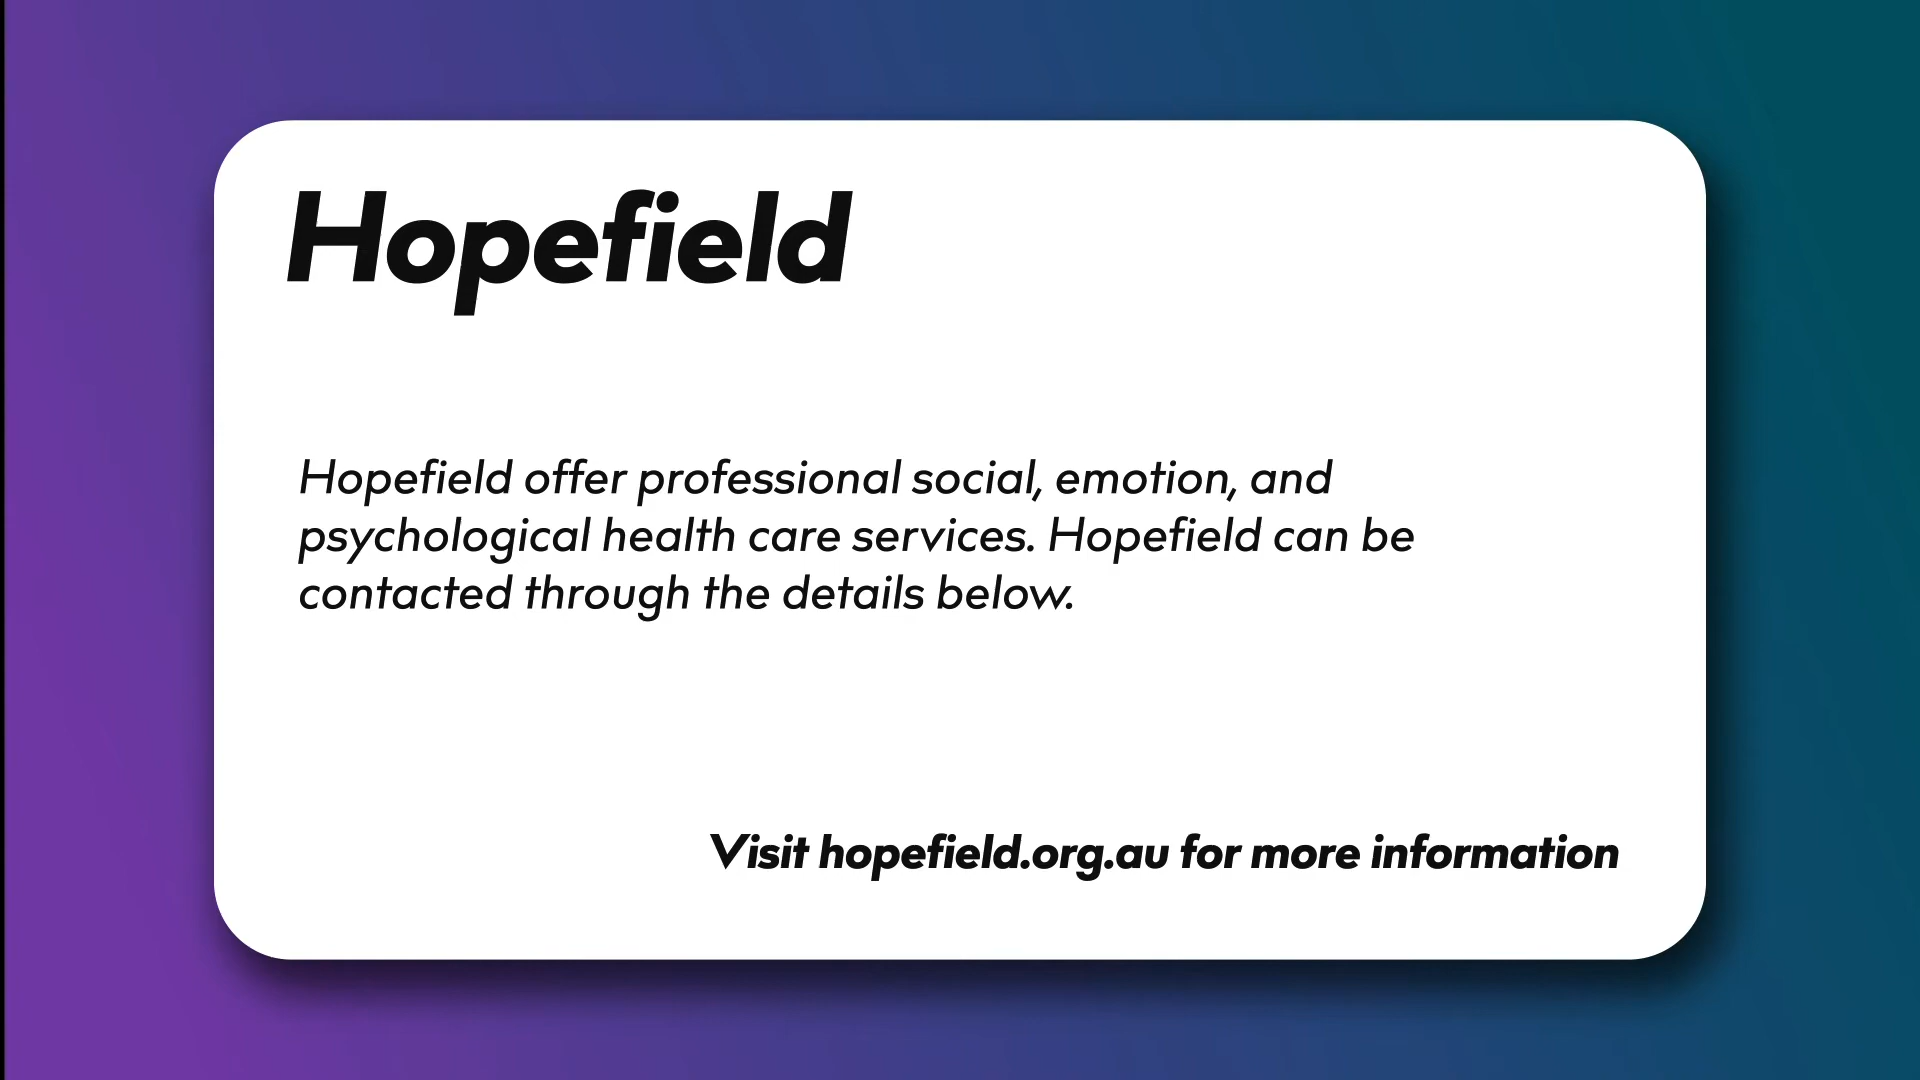 Hopefield
Hopefield offer professional social, emotion, and
psychological health care services. Hopefield can be
contacted through the details below.
Visit hopefield.org.au for more information